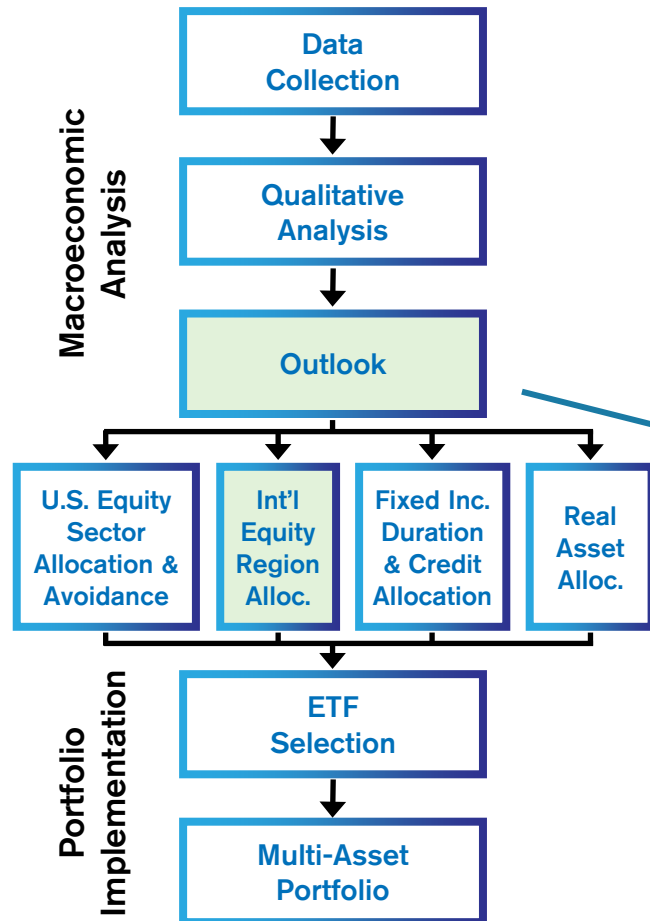 Data
Collection
Macroeconomic
Analysis
Qualitative
Analysis
Outlook
U.S. Equity
Sector
Allocation &
Avoidance
Int'l
Equity
Region
Alloc.
Fixed Inc.
Duration
& Credit
Allocation
Real
Asset
Alloc.
Portfolio
Implementation
ETF
Selection
Multi-Asset
Portfolio